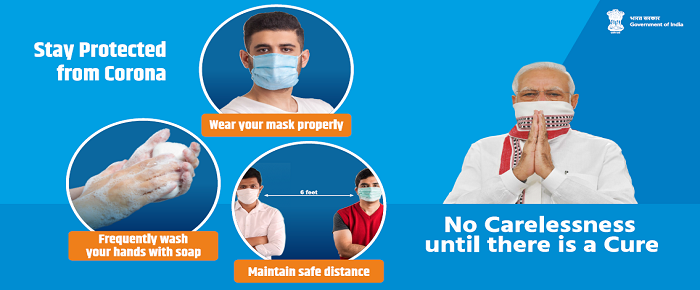 Stay Protected
from Corona
Wear your mask properly
Frequently wash
your hands with soap
6 feet
Maintain safe distance
भारत सरकार
Government of India
No Carelessness
until there is a Cure